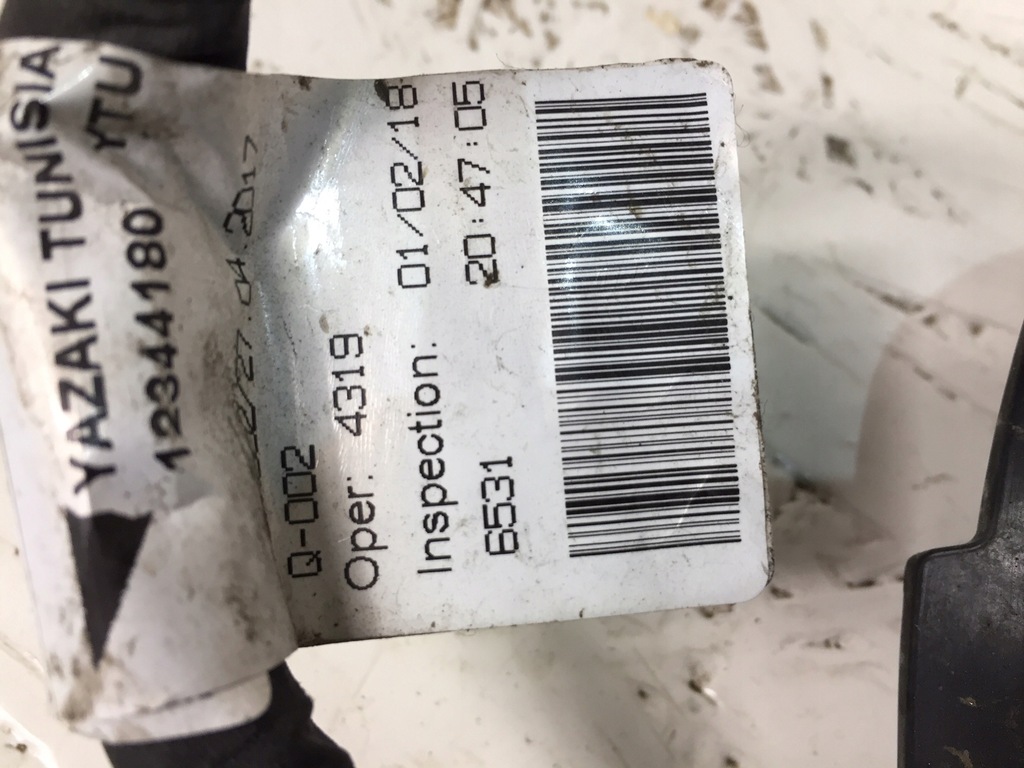 YAZAKI TUNISIA
12344180 YTU
/27.04.2017
Q-002
Oper: 4319
Inspection: 01/02/18
6531 20:47:05